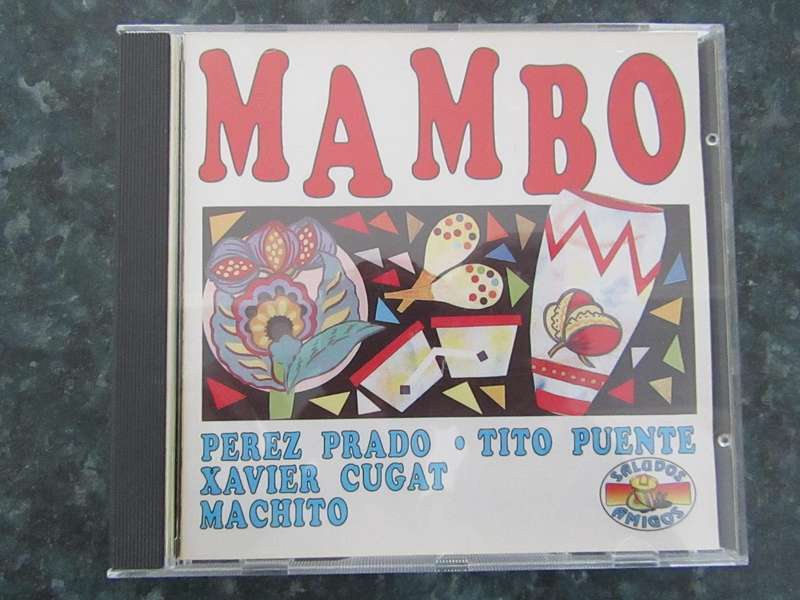 MAMBO
PEREZ PRADO • TITO PUENTE
XAVIER CUGAT
MACHITO
SALUDOS
AMIGOS